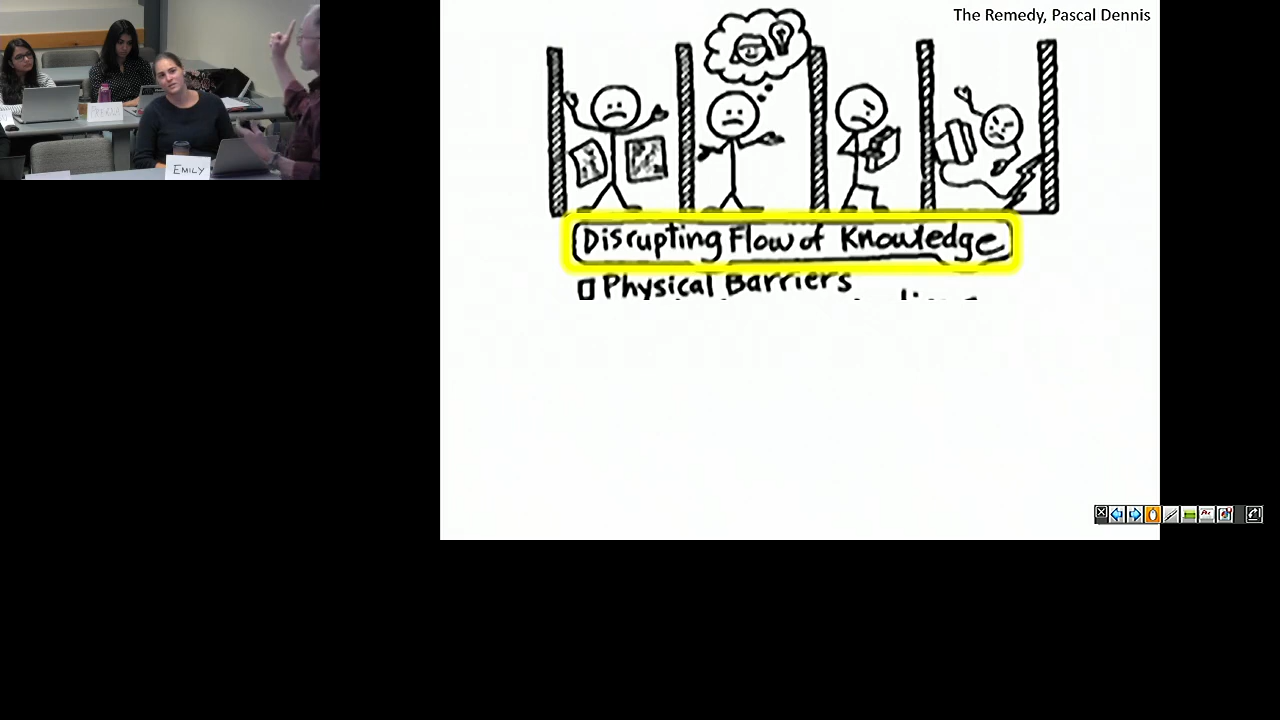 The Remedy, Pascal Dennis
EMILY
Disrupting Flow of Knowledge
Physical Barriers